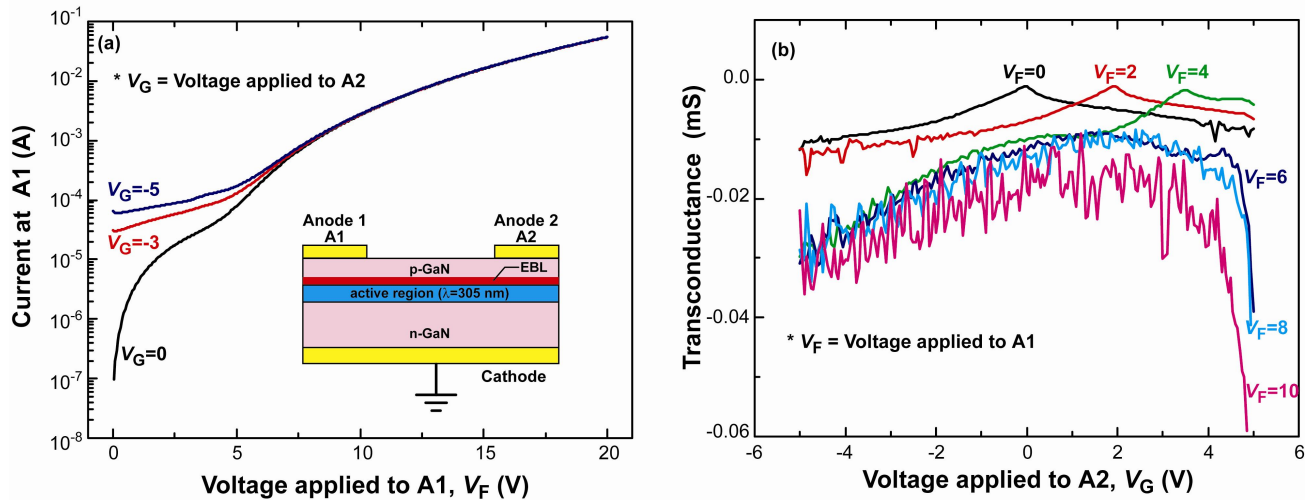 (a)
* VG = Voltage applied to A2
10⁻¹
10⁻²
10⁻³
10⁻⁴
10⁻⁵
10⁻⁶
10⁻⁷
10⁻⁸
Current at A1 (A)
VG=-5
VG=-3
VG=0
Anode 1
A1
Anode 2
A2
p-GaN
EBL
active region (λ=305 nm)
n-GaN
Cathode
0 5 10 15 20
Voltage applied to A1, VF (V)
(b)
VF=0 VF=2 VF=4
0.0
-0.02
-0.04
-0.06
Transconductance (mS)
VF=6
VF=8
VF=10
* VF = Voltage applied to A1
-6 -4 -2 0 2 4 6
Voltage applied to A2, VG (V)